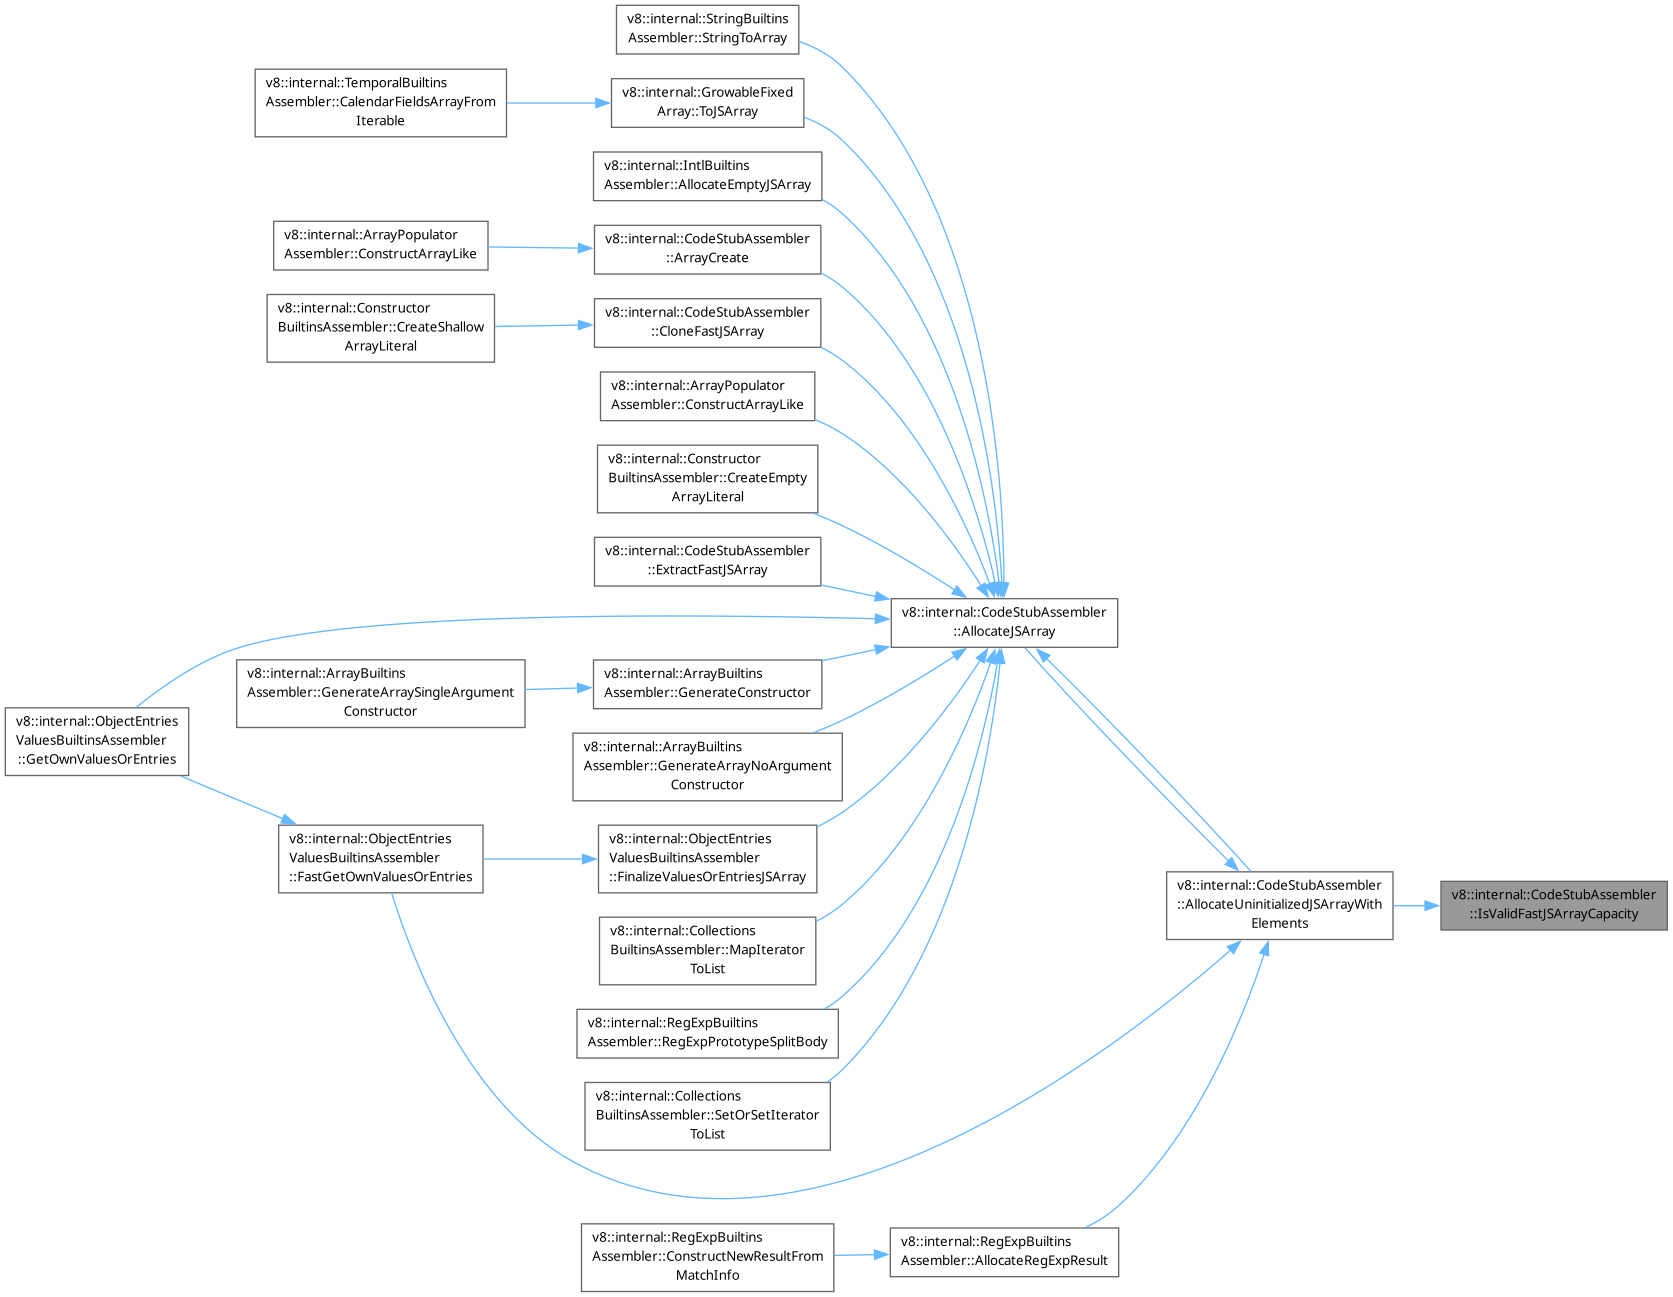 v8::internal::StringBuiltins
Assembler::StringToArray
v8::internal::TemporalBuiltins
Assembler::CalendarFieldsArrayFrom
Iterable
v8::internal::GrowableFixed
Array::ToJSArray
v8::internal::IntlBuiltins
Assembler::AllocateEmptyJSArray
v8::internal::ArrayPopulator
Assembler::ConstructArrayLike
v8::internal::CodeStubAssembler
::ArrayCreate
v8::internal::Constructor
BuiltinsAssembler::CreateShallow
ArrayLiteral
v8::internal::CodeStubAssembler
::CloneFastJSArray
v8::internal::ArrayPopulator
Assembler::ConstructArrayLike
v8::internal::Constructor
BuiltinsAssembler::CreateEmpty
ArrayLiteral
v8::internal::CodeStubAssembler
::ExtractFastJSArray
v8::internal::CodeStubAssembler
::AllocateJSArray
v8::internal::ArrayBuiltins
Assembler::GenerateArraySingleArgument
Constructor
v8::internal::ArrayBuiltins
Assembler::GenerateConstructor
v8::internal::ObjectEntries
ValuesBuiltinsAssembler
::GetOwnValuesOrEntries
v8::internal::ArrayBuiltins
Assembler::GenerateArrayNoArgument
Constructor
v8::internal::ObjectEntries
ValuesBuiltinsAssembler
::FastGetOwnValuesOrEntries
v8::internal::ObjectEntries
ValuesBuiltinsAssembler
::FinalizeValuesOrEntriesJSArray
v8::internal::CodeStubAssembler
::AllocateUninitializedJSArrayWith
Elements
v8::internal::CodeStubAssembler
::IsValidFastJSArrayCapacity
v8::internal::Collections
BuiltinsAssembler::MapIterator
ToList
v8::internal::RegExpBuiltins
Assembler::RegExpPrototypeSplitBody
v8::internal::Collections
BuiltinsAssembler::SetOrSetIterator
ToList
v8::internal::RegExpBuiltins
Assembler::ConstructNewResultFrom
MatchInfo
v8::internal::RegExpBuiltins
Assembler::AllocateRegExpResult